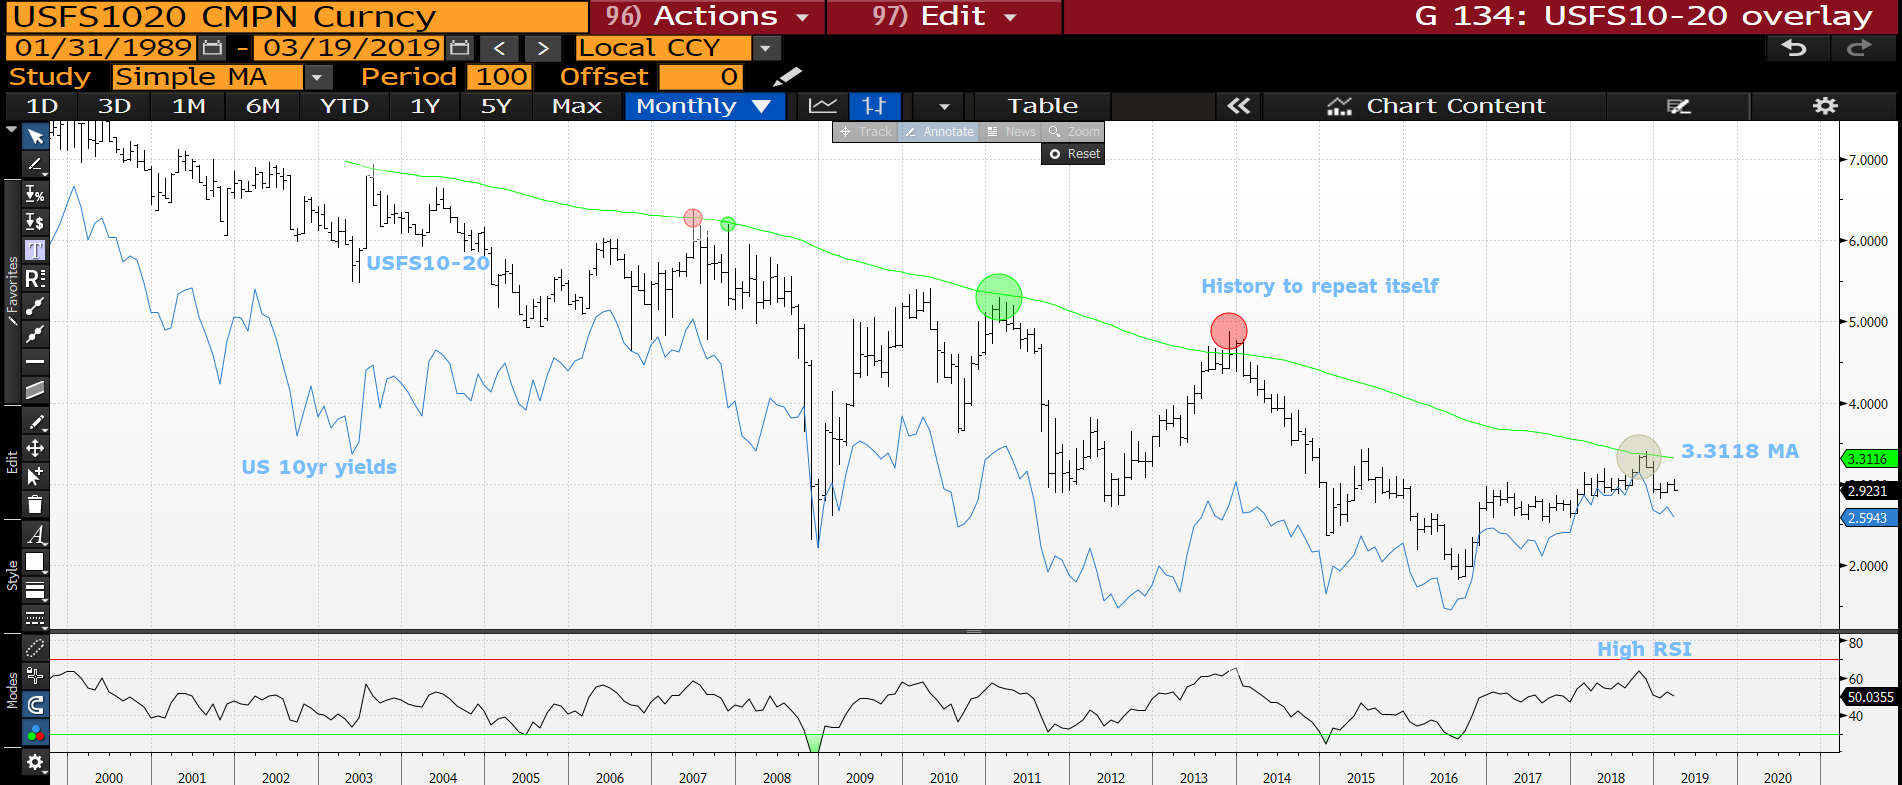 USFS1020 CMPN Curncy 96) Actions 97) Edit G 134: USFS10-20 overlay
01/31/1989 - 03/19/2019 < > Local CCY
Study Simple MA Period 100 Offset 0
1D 3D 1M 6M YTD 1Y 5Y Max Monthly ▼ Table « Chart Content
Track Annotate News Zoom
Reset
Favorites
Edit
Style
Modes
%
$
T
R
A
7.0000
6.0000
5.0000
4.0000
2.0000
USFS10-20
History to repeat itself
US 10yr yields
3.3118 MA
3.3116
2.9231
2.5943
High RSI
80
60
50.0355
40
2000 2001 2002 2003 2004 2005 2006 2007 2008 2009 2010 2011 2012 2013 2014 2015 2016 2017 2018 2019 2020